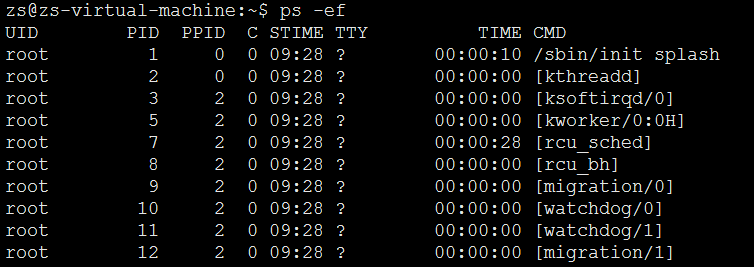 zs@zs-virtual-machine:~$ ps -ef
UID        PID  PPID  C STIME TTY          TIME CMD
root         1     0  0 09:28 ?        00:00:10 /sbin/init splash
root         2     0  0 09:28 ?        00:00:00 [kthreadd]
root         3     2  0 09:28 ?        00:00:00 [ksoftirqd/0]
root         5     2  0 09:28 ?        00:00:00 [kworker/0:0H]
root         7     2  0 09:28 ?        00:00:28 [rcu_sched]
root         8     2  0 09:28 ?        00:00:00 [rcu_bh]
root         9     2  0 09:28 ?        00:00:00 [migration/0]
root        10     2  0 09:28 ?        00:00:00 [watchdog/0]
root        11     2  0 09:28 ?        00:00:00 [watchdog/1]
root        12     2  0 09:28 ?        00:00:00 [migration/1]